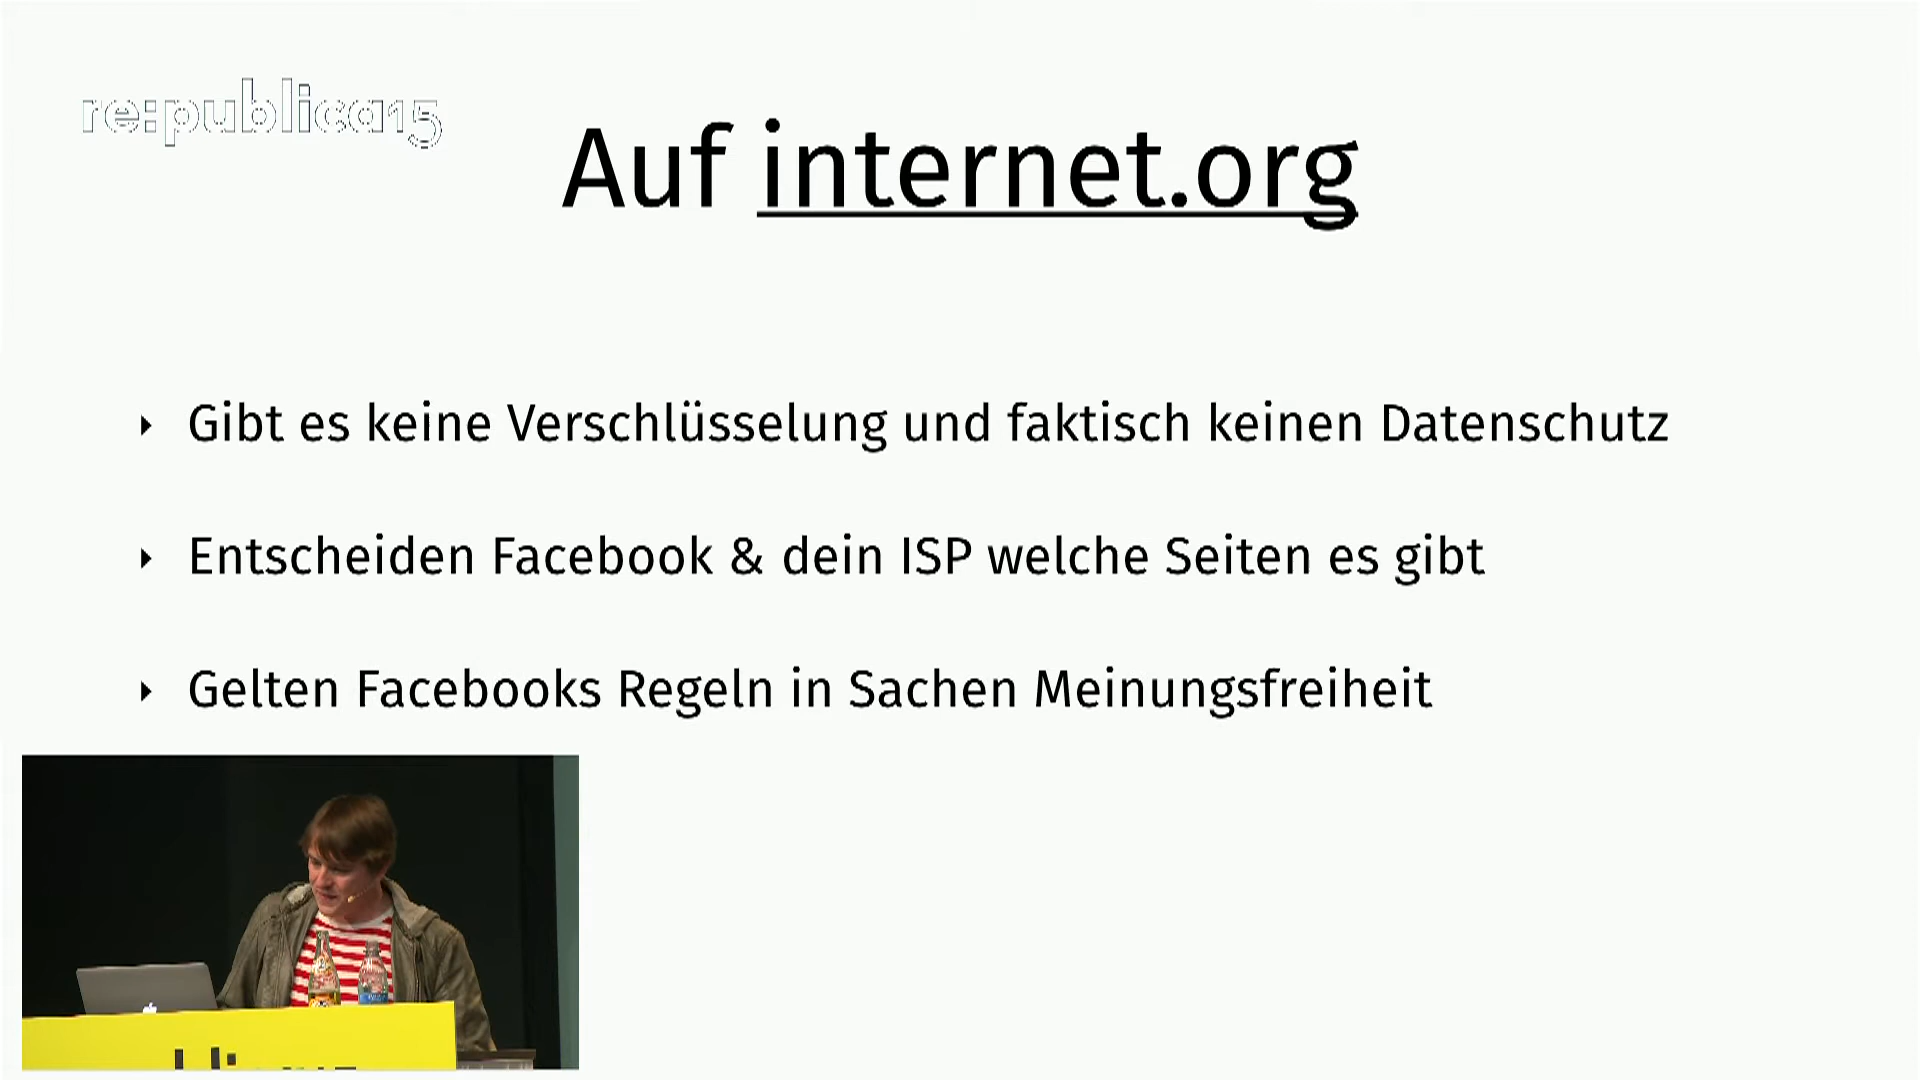 re:publica15
Auf internet.org
‣ Gibt es keine Verschlüsselung und faktisch keinen Datenschutz
‣ Entscheiden Facebook & dein ISP welche Seiten es gibt
‣ Gelten Facebooks Regeln in Sachen Meinungsfreiheit